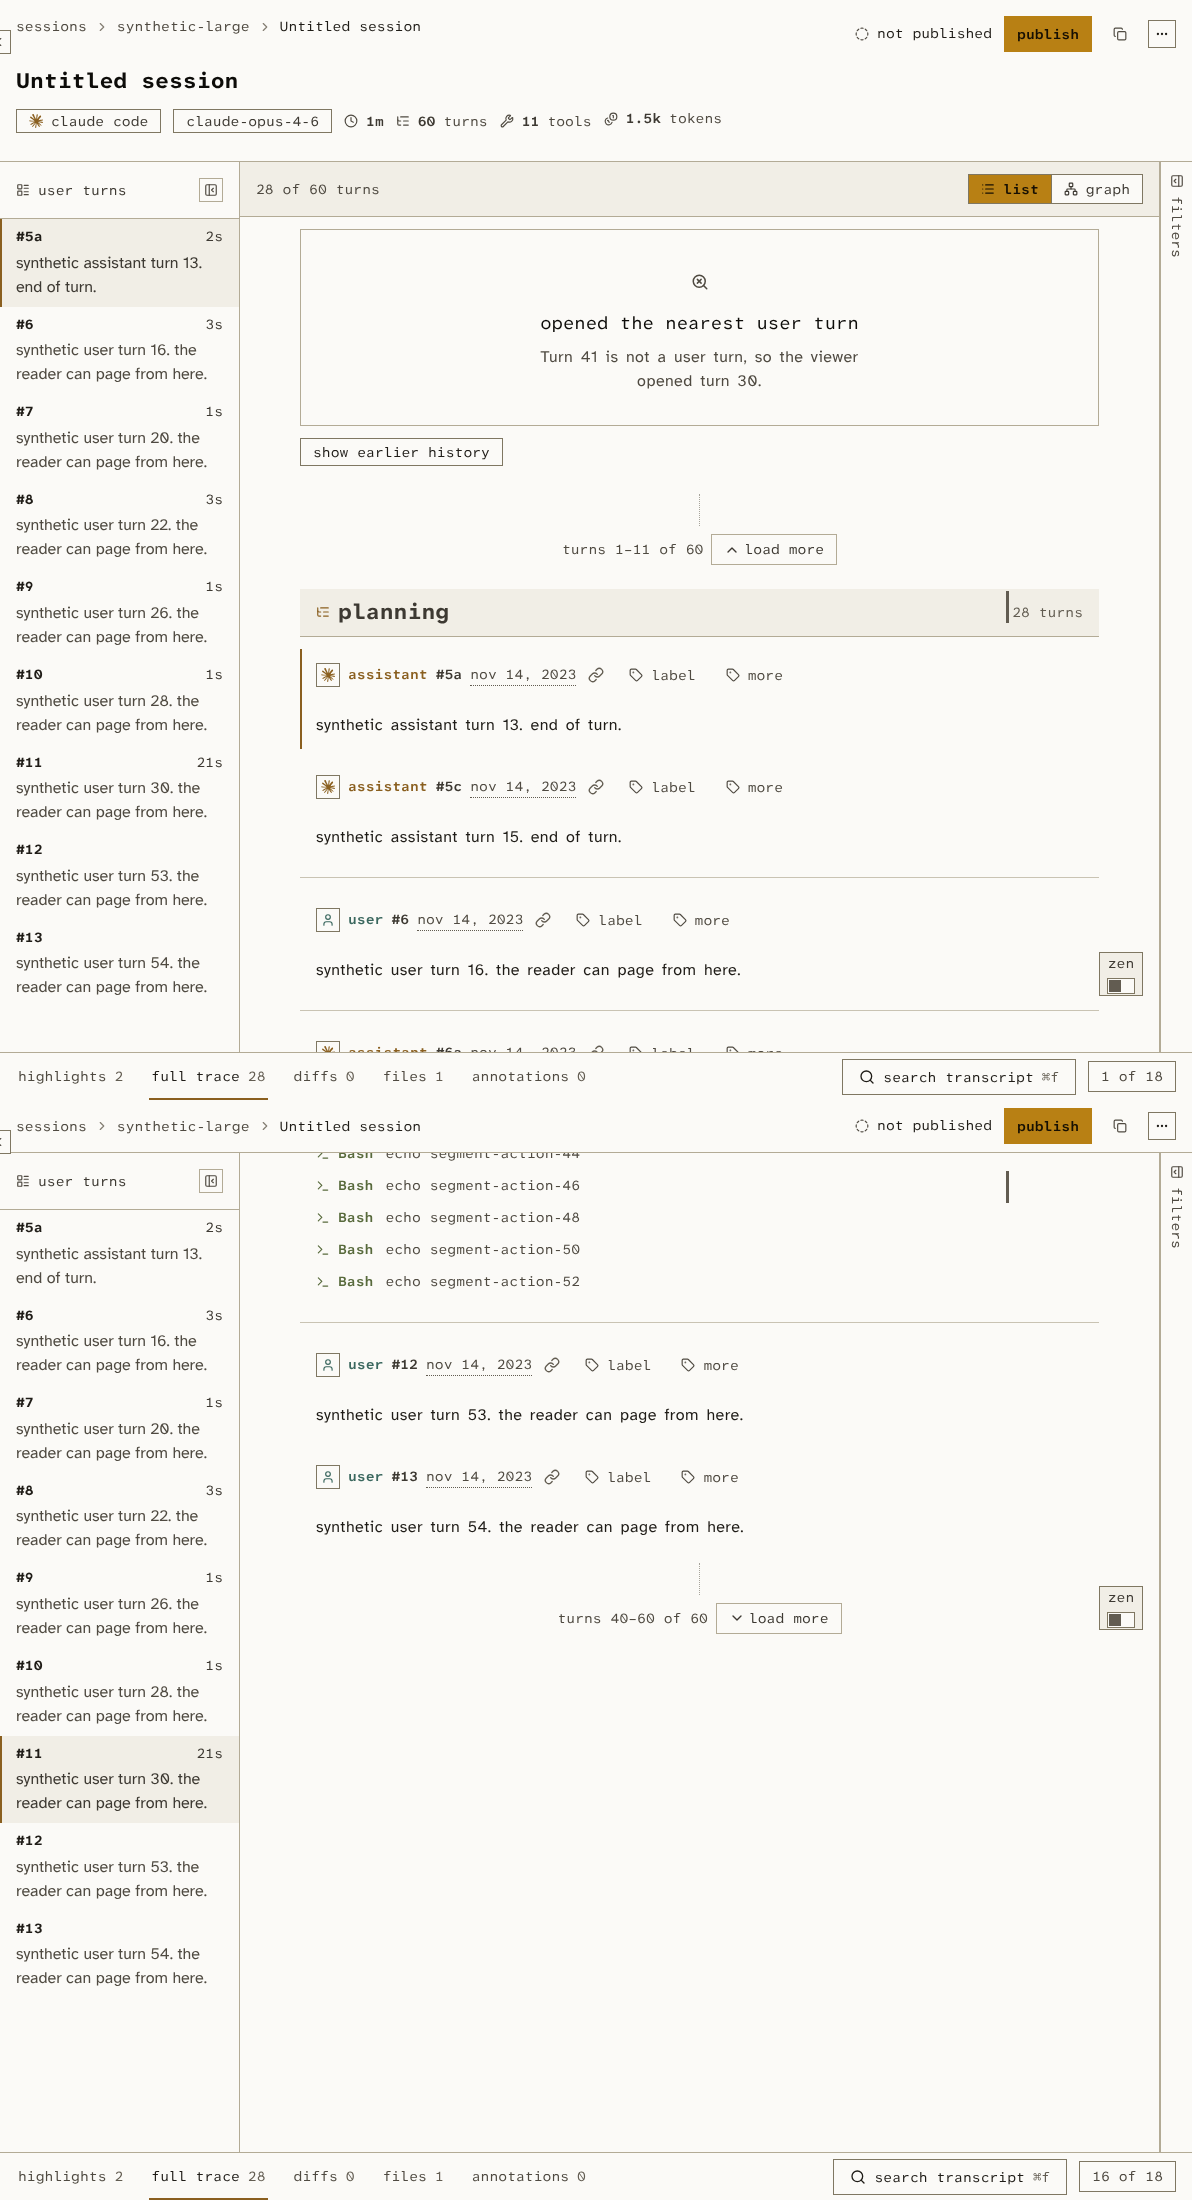 sessions > synthetic-large > Untitled session
not published publish
Untitled session
claude code claude-opus-4-6 1m 60 turns 11 tools 1.5k tokens
user turns
28 of 60 turns
list graph
filters
#5a 2s
synthetic assistant turn 13.
end of turn.
#6 3s
synthetic user turn 16. the
reader can page from here.
#7 1s
synthetic user turn 20. the
reader can page from here.
#8 3s
synthetic user turn 22. the
reader can page from here.
#9 1s
synthetic user turn 26. the
reader can page from here.
#10 1s
synthetic user turn 28. the
reader can page from here.
#11 21s
synthetic user turn 30. the
reader can page from here.
#12
synthetic user turn 53. the
reader can page from here.
#13
synthetic user turn 54. the
reader can page from here.
opened the nearest user turn
Turn 41 is not a user turn, so the viewer
opened turn 30.
show earlier history
turns 1–11 of 60 load more
planning 28 turns
assistant #5a nov 14, 2023 label more
synthetic assistant turn 13. end of turn.
assistant #5c nov 14, 2023 label more
synthetic assistant turn 15. end of turn.
user #6 nov 14, 2023 label more
synthetic user turn 16. the reader can page from here.
zen
assistant #6a nov 14, 2023 label more
highlights 2 full trace 28 diffs 0 files 1 annotations 0 search transcript ⌘f 1 of 18
sessions > synthetic-large > Untitled session
not published publish
user turns
filters
#5a 2s
synthetic assistant turn 13.
end of turn.
#6 3s
synthetic user turn 16. the
reader can page from here.
#7 1s
synthetic user turn 20. the
reader can page from here.
#8 3s
synthetic user turn 22. the
reader can page from here.
#9 1s
synthetic user turn 26. the
reader can page from here.
#10 1s
synthetic user turn 28. the
reader can page from here.
#11 21s
synthetic user turn 30. the
reader can page from here.
#12
synthetic user turn 53. the
reader can page from here.
#13
synthetic user turn 54. the
reader can page from here.
Bash echo segment-action-44
Bash echo segment-action-46
Bash echo segment-action-48
Bash echo segment-action-50
Bash echo segment-action-52
user #12 nov 14, 2023 label more
synthetic user turn 53. the reader can page from here.
user #13 nov 14, 2023 label more
synthetic user turn 54. the reader can page from here.
turns 40–60 of 60 load more
zen
highlights 2 full trace 28 diffs 0 files 1 annotations 0 search transcript ⌘f 16 of 18